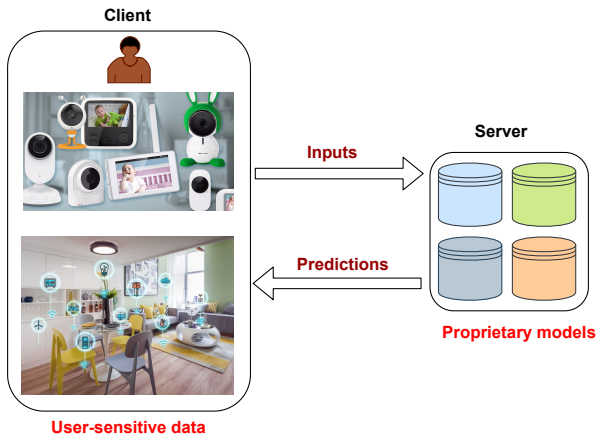 Client
Server
Inputs
Predictions
Proprietary models
User-sensitive data